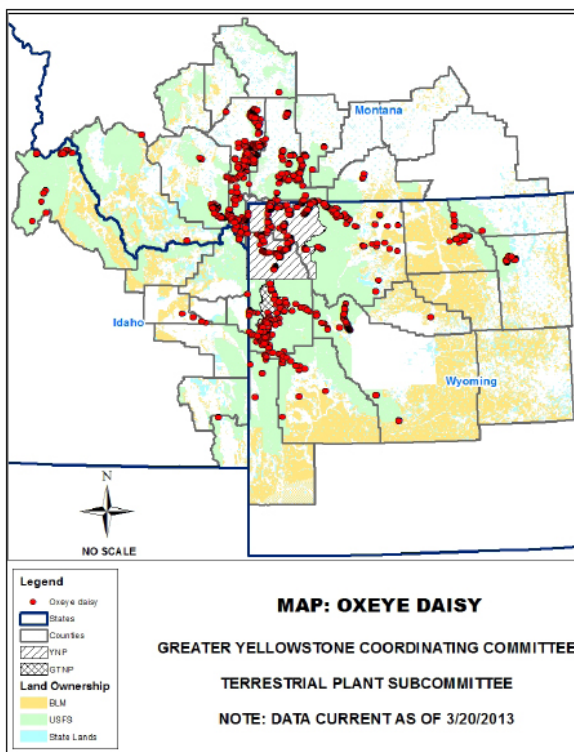 Montana
Idaho
Wyoming
N
NO SCALE
Legend
Oxeye daisy
States
Counties
YNP
GTNP
Land Ownership
BLM
USFS
State Lands
MAP: OXEYE DAISY
GREATER YELLOWSTONE COORDINATING COMMITTEE
TERRESTRIAL PLANT SUBCOMMITTEE
NOTE: DATA CURRENT AS OF 3/20/2013